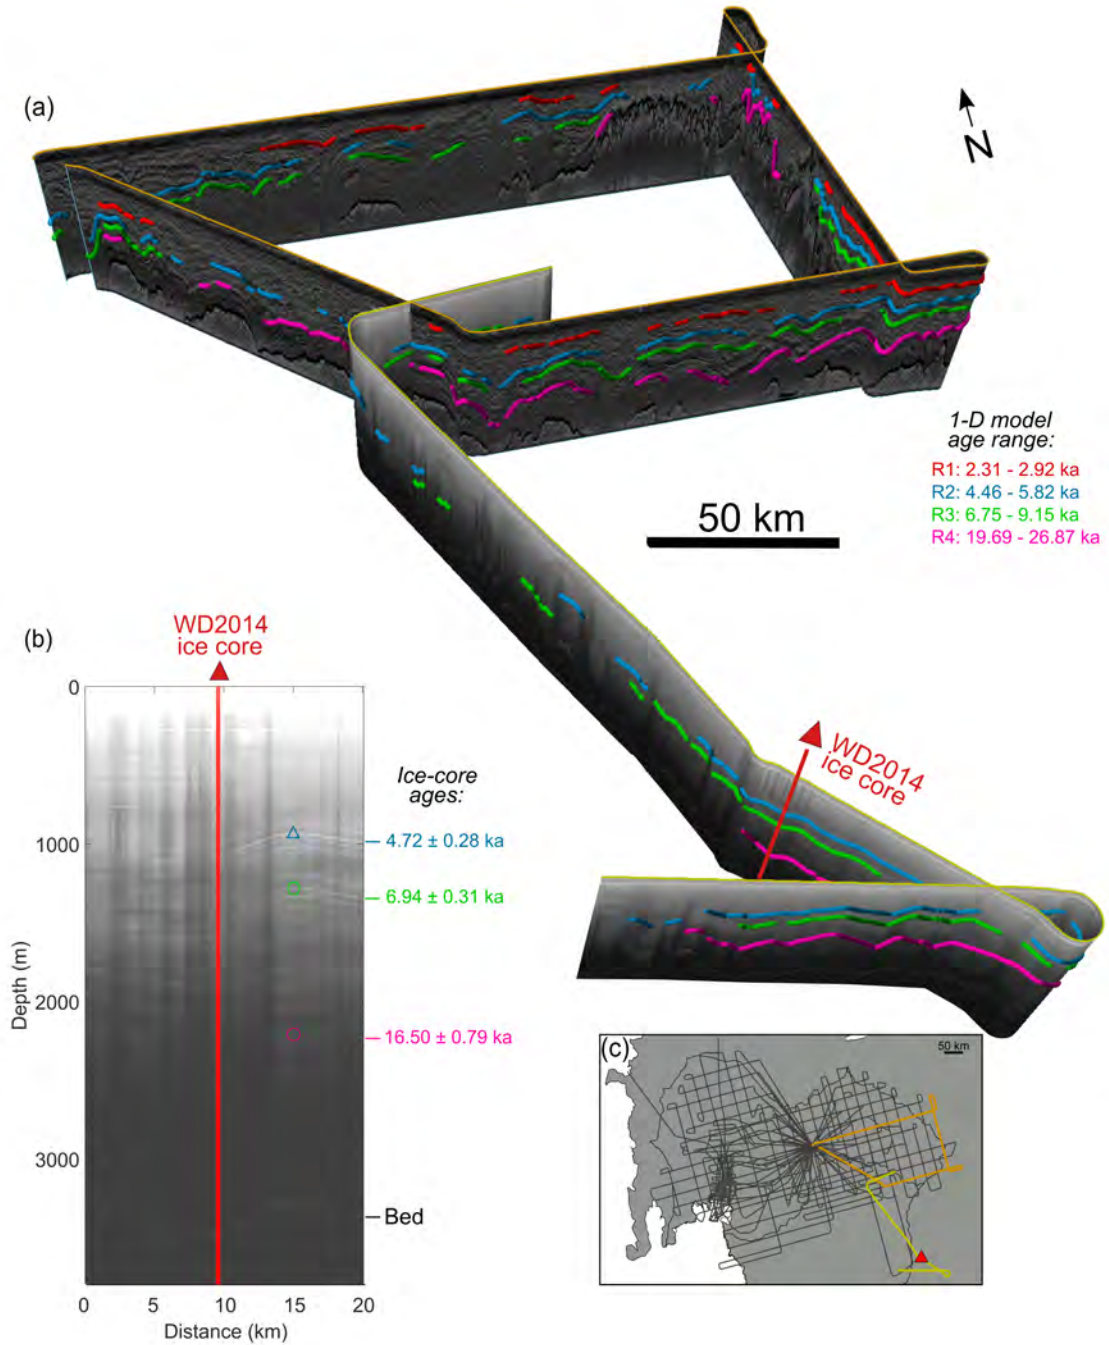 (a)
N
1-D model
age range:
R1: 2.31 - 2.92 ka
R2: 4.46 - 5.82 ka
R3: 6.75 - 9.15 ka
R4: 19.69 - 26.87 ka
50 km
(b)
WD2014
ice core
0
1000
2000
3000
Depth (m)
0
5
10
15
20
Distance (km)
Ice-core
ages:
4.72 ± 0.28 ka
6.94 ± 0.31 ka
16.50 ± 0.79 ka
Bed
WD2014
ice core
(c)
50 km